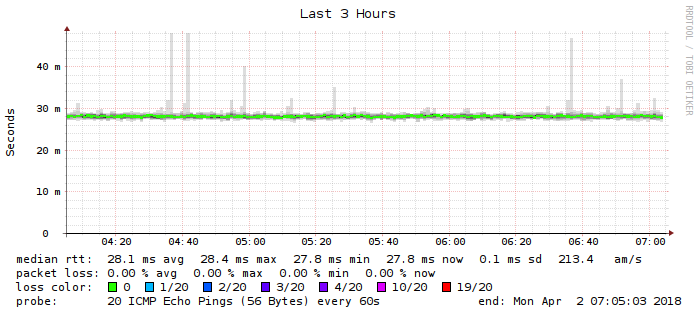 Last 3 Hours
RRDTOOL / TOBI OETIKER
Seconds
40 m
30 m
20 m
10 m
0
04:20 04:40 05:00 05:20 05:40 06:00 06:20 06:40 07:00
median rtt: 28.1 ms avg 28.4 ms max 27.8 ms min 27.8 ms now 0.1 ms sd 213.4 am/s
packet loss: 0.00 % avg 0.00 % max 0.00 % min 0.00 % now
loss color: 0 1/20 2/20 3/20 4/20 10/20 19/20
probe: 20 ICMP Echo Pings (56 Bytes) every 60s end: Mon Apr 2 07:05:03 2018